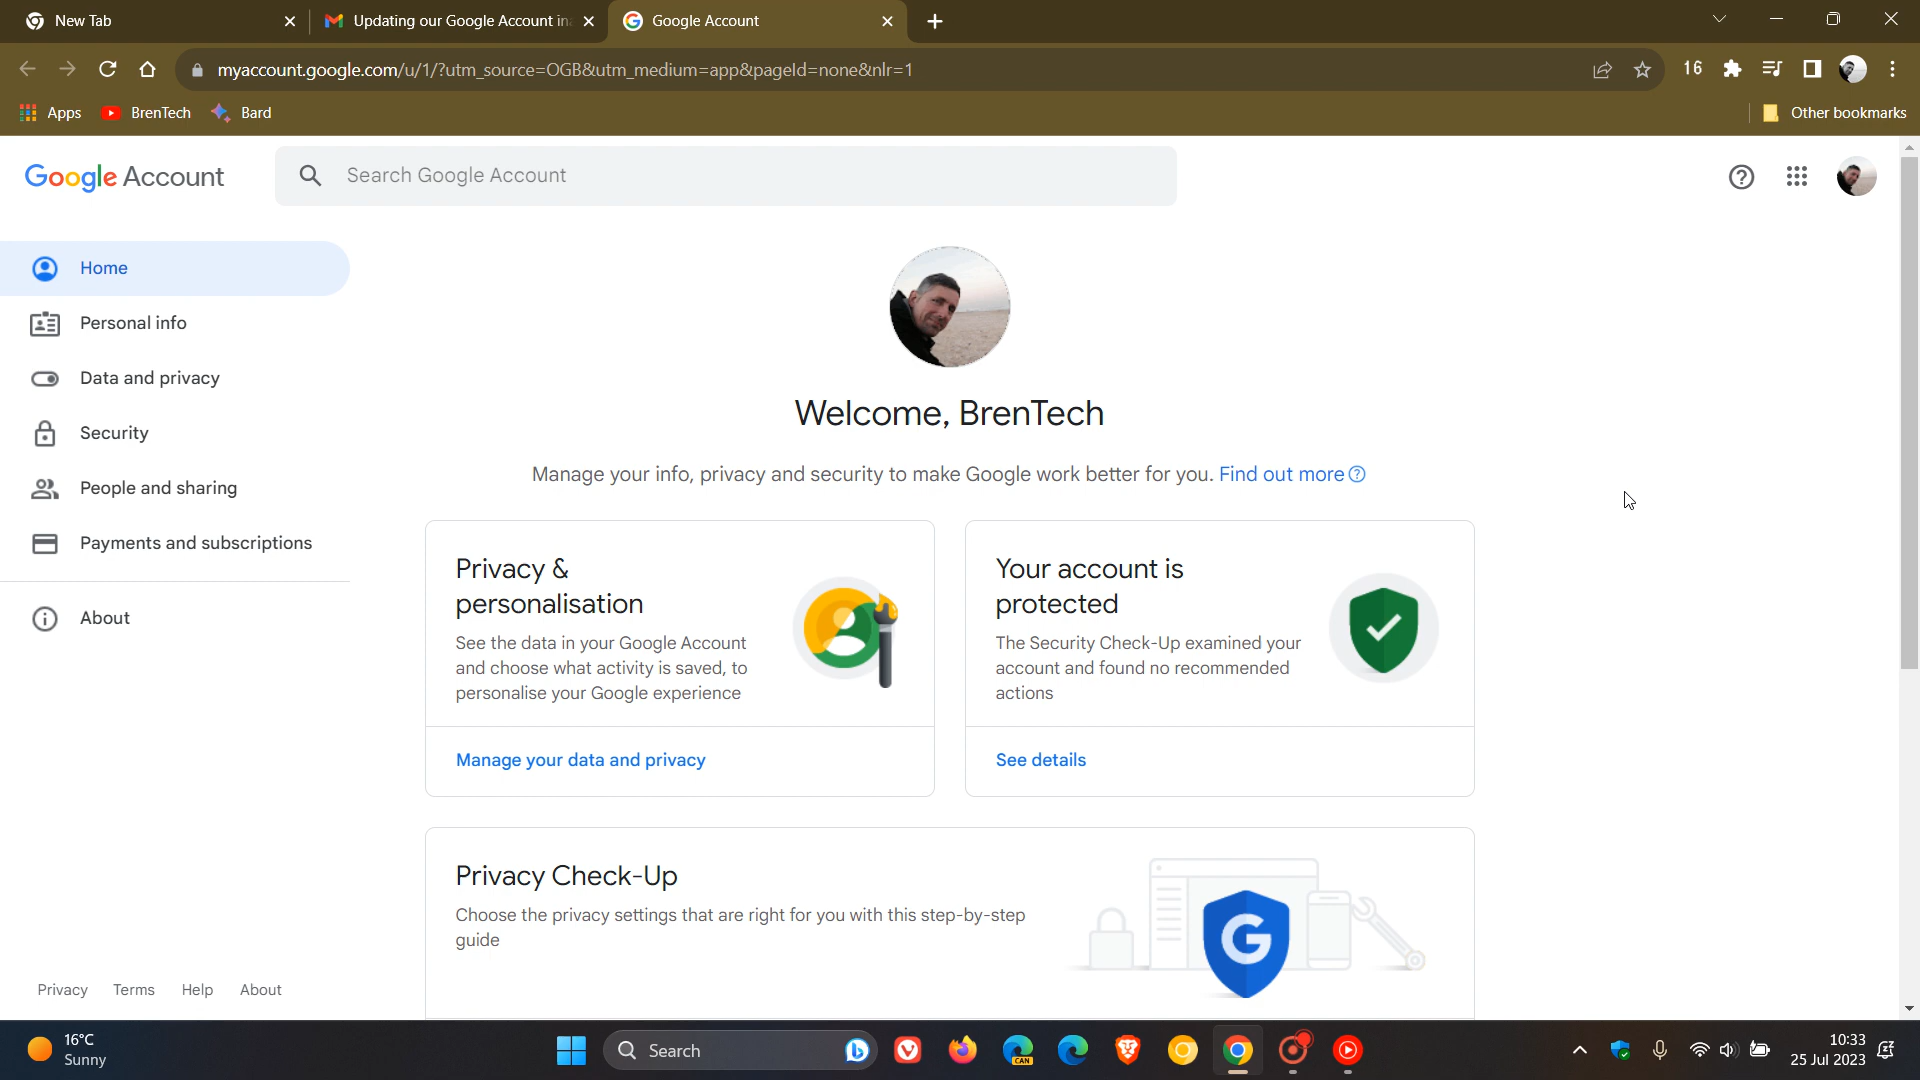 New Tab
Updating our Google Account in
Google Account
myaccount.google.com/u/1/?utm_source=OGB&utm_medium=app&pageId=none&nlr=1
16
Apps
BrenTech
Bard
Other bookmarks
Google Account
Search Google Account
Home
Personal info
Data and privacy
Security
People and sharing
Payments and subscriptions
About
Welcome, BrenTech
Manage your info, privacy and security to make Google work better for you. Find out more
Privacy &
personalisation
See the data in your Google Account
and choose what activity is saved, to
personalise your Google experience
Manage your data and privacy
Your account is
protected
The Security Check-Up examined your
account and found no recommended
actions
See details
Privacy Check-Up
Choose the privacy settings that are right for you with this step-by-step
guide
G
Privacy
Terms
Help
About
16°C
Sunny
Search
CAN
10:33
25 Jul 2023